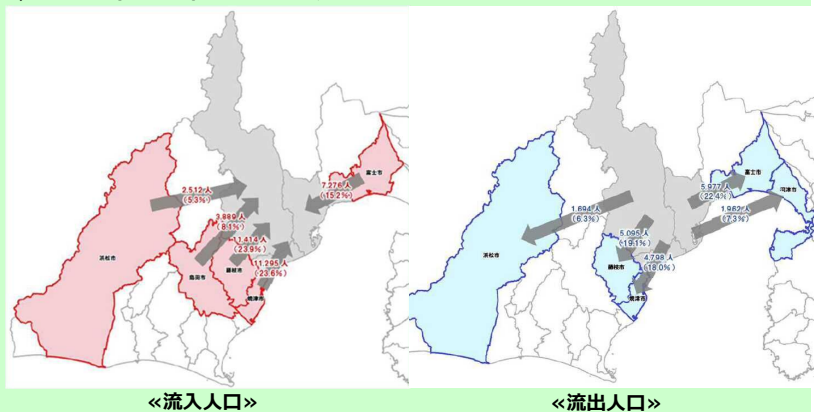 2,512人
(5.3%)
7,276人
(15.2%)
富士市
3,889人
(8.1%)
11,414人
(23.9%)
11,295人
(23.6%)
浜松市
島田市
藤枝市
焼津市
≪流入人口≫
1,694人
(6.3%)
5,977人
(22.4%)
富士市
沼津市
1,962人
(7.3%)
5,095人
(19.1%)
4,798人
(18.0%)
浜松市
藤枝市
焼津市
≪流出人口≫